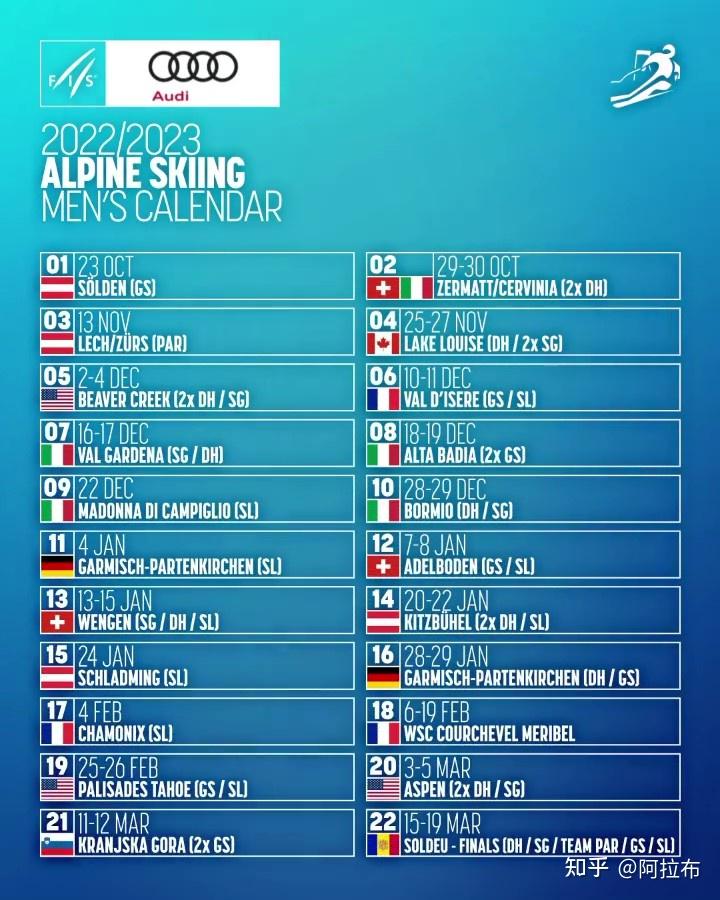 FIS
Audi
2022/2023
ALPINE SKIING
MEN'S CALENDAR
01 23 OCT
SÖLDEN (GS)
02 29-30 OCT
ZERMATT/CERVINIA (2x DH)
03 13 NOV
LECH/ZÜRS (PAR)
04 25-27 NOV
LAKE LOUISE (DH / 2x SG)
05 2-4 DEC
BEAVER CREEK (2x DH / SG)
06 10-11 DEC
VAL D'ISERE (GS / SL)
07 16-17 DEC
VAL GARDENA (SG / DH)
08 18-19 DEC
ALTA BADIA (2x GS)
09 22 DEC
MADONNA DI CAMPIGLIO (SL)
10 28-29 DEC
BORMIO (DH / SG)
11 4 JAN
GARMISCH-PARTENKIRCHEN (SL)
12 7-8 JAN
ADELBODEN (GS / SL)
13 13-15 JAN
WENGEN (SG / DH / SL)
14 20-22 JAN
KITZBÜHEL (2x DH / SL)
15 24 JAN
SCHLADMING (SL)
16 28-29 JAN
GARMISCH-PARTENKIRCHEN (DH / GS)
17 4 FEB
CHAMONIX (SL)
18 6-19 FEB
WSC COURCHEVEL MERIBEL
19 25-26 FEB
PALISADES TAHOE (GS / SL)
20 3-5 MAR
ASPEN (2x DH / SG)
21 11-12 MAR
KRANJSKA GORA (2x GS)
22 15-19 MAR
SOLDEU - FINALS (DH / SG / TEAM PAR / GS / SL)
知乎 @阿拉布